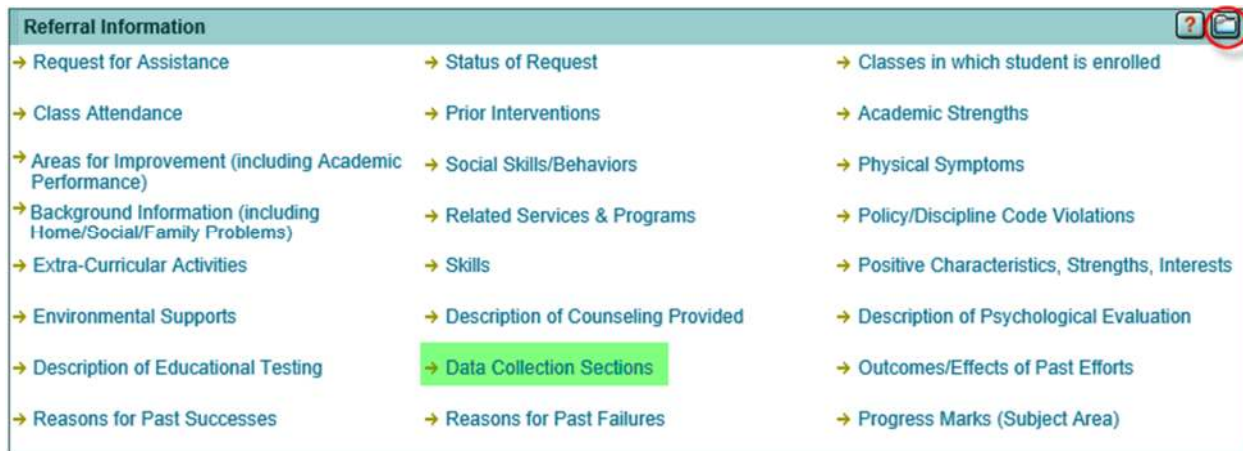 Referral Information ?
→ Request for Assistance → Status of Request → Classes in which student is enrolled
→ Class Attendance → Prior Interventions → Academic Strengths
→ Areas for Improvement (including Academic
Performance) → Social Skills/Behaviors → Physical Symptoms
→ Background Information (including
Home/Social/Family Problems) → Related Services & Programs → Policy/Discipline Code Violations
→ Extra-Curricular Activities → Skills → Positive Characteristics, Strengths, Interests
→ Environmental Supports → Description of Counseling Provided → Description of Psychological Evaluation
→ Description of Educational Testing → Data Collection Sections → Outcomes/Effects of Past Efforts
→ Reasons for Past Successes → Reasons for Past Failures → Progress Marks (Subject Area)